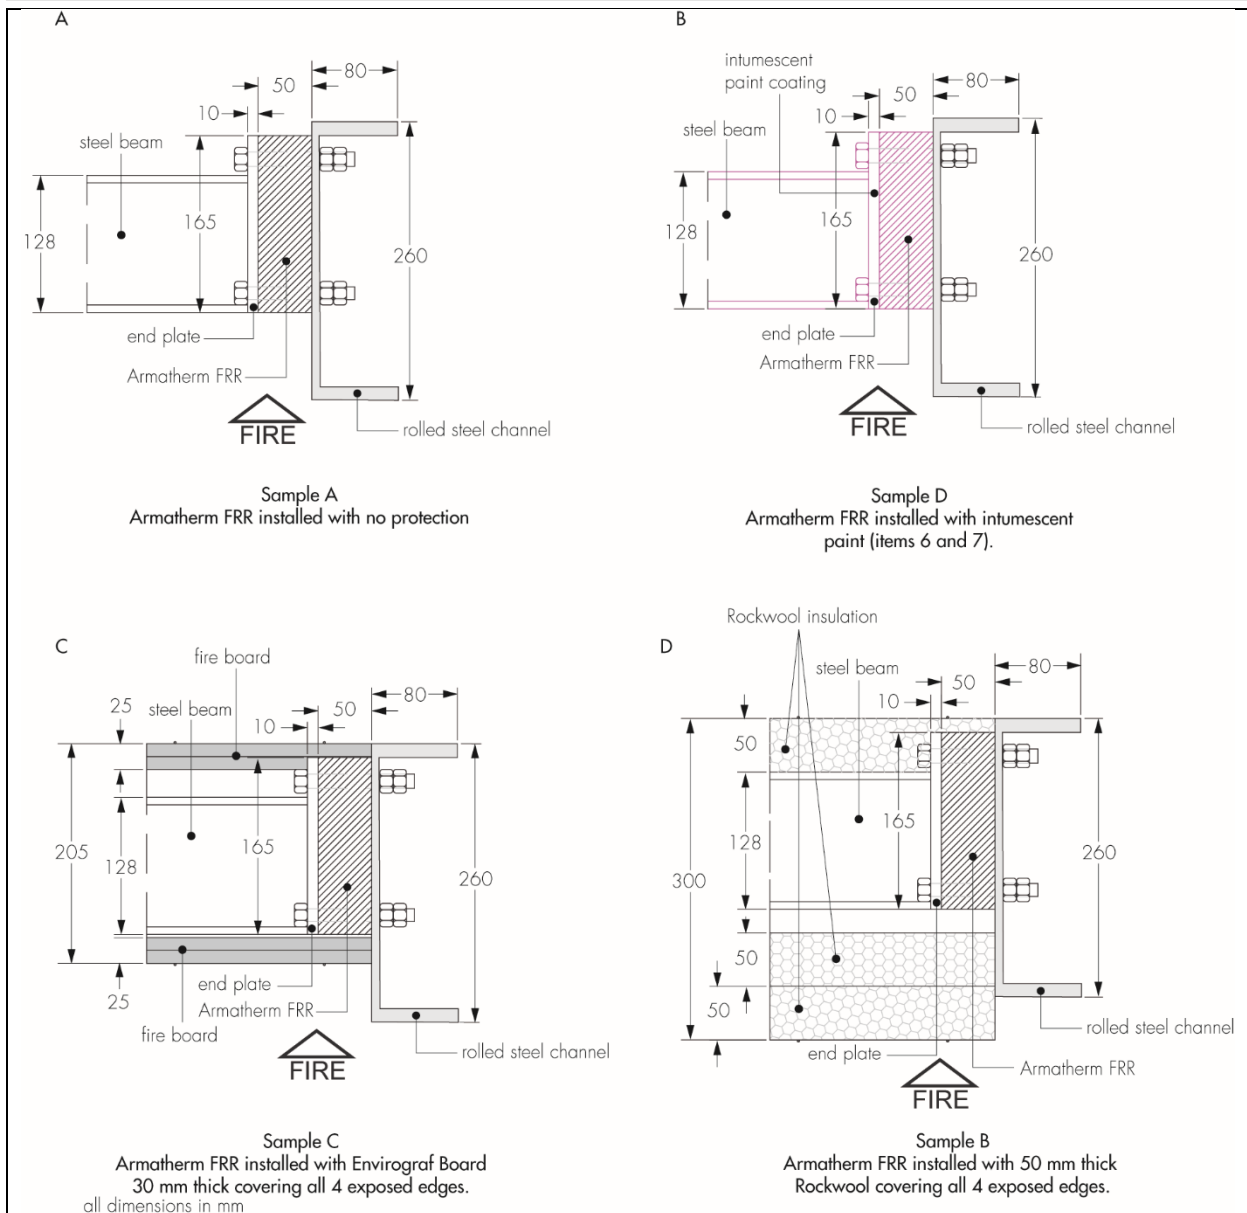 A
80
50
10
steel beam
128
165
260
end plate
Armatherm FRR
FIRE
rolled steel channel
Sample A
Armatherm FRR installed with no protection
B
intumescent
paint coating
80
50
10
steel beam
128
165
260
end plate
Armatherm FRR
FIRE
rolled steel channel
Sample D
Armatherm FRR installed with intumescent
paint (items 6 and 7).
C
fire board
80
25
steel beam
50
10
205
128
165
260
25
end plate
Armatherm FRR
fire board
rolled steel channel
FIRE
Sample C
Armatherm FRR installed with Envirograf Board
30 mm thick covering all 4 exposed edges.
all dimensions in mm
Rockwool insulation
D
steel beam
80
50
10
50
128
165
300
260
50
50
rolled steel channel
end plate
Armatherm FRR
FIRE
Sample B
Armatherm FRR installed with 50 mm thick
Rockwool covering all 4 exposed edges.